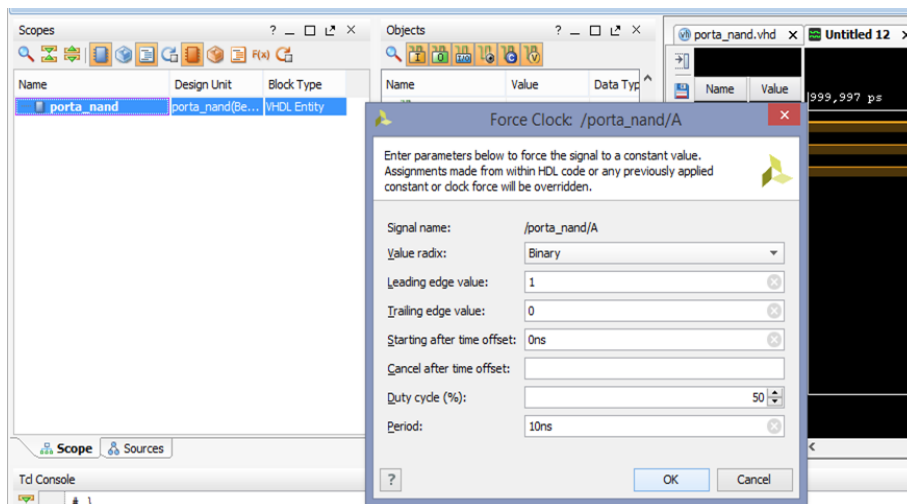 Scopes
Name Design Unit Block Type
porta_nand porta_nand(Be... VHDL Entity
Scope Sources
Tcl Console
# }
Objects
Name Value Data Typ
porta_nand.vhd Untitled 12
Name Value
999,997 ps
Force Clock: /porta_nand/A
Enter parameters below to force the signal to a constant value.
Assignments made from within HDL code or any previously applied
constant or clock force will be overridden.
Signal name: /porta_nand/A
Value radix: Binary
Leading edge value: 1
Trailing edge value: 0
Starting after time offset: 0ns
Cancel after time offset:
Duty cycle (%): 50
Period: 10ns
? OK Cancel